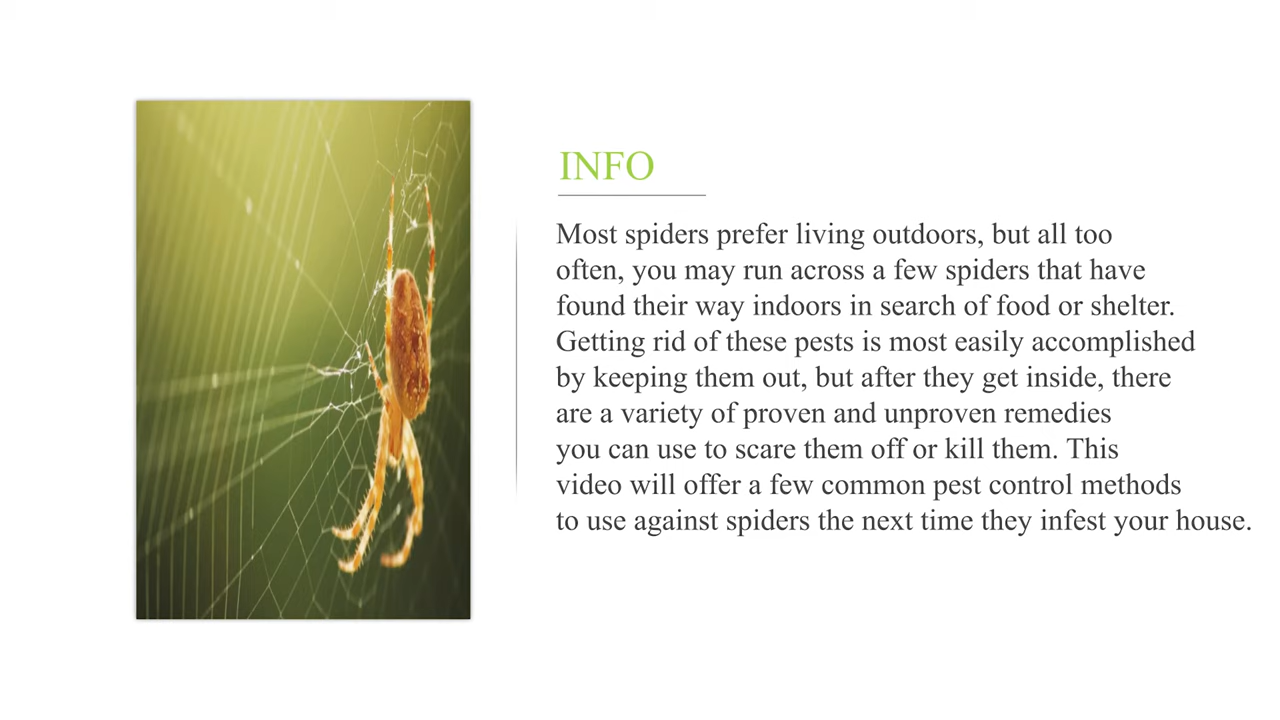 INFO
Most spiders prefer living outdoors, but all too
often, you may run across a few spiders that have
found their way indoors in search of food or shelter.
Getting rid of these pests is most easily accomplished
by keeping them out, but after they get inside, there
are a variety of proven and unproven remedies
you can use to scare them off or kill them. This
video will offer a few common pest control methods
to use against spiders the next time they infest your house.